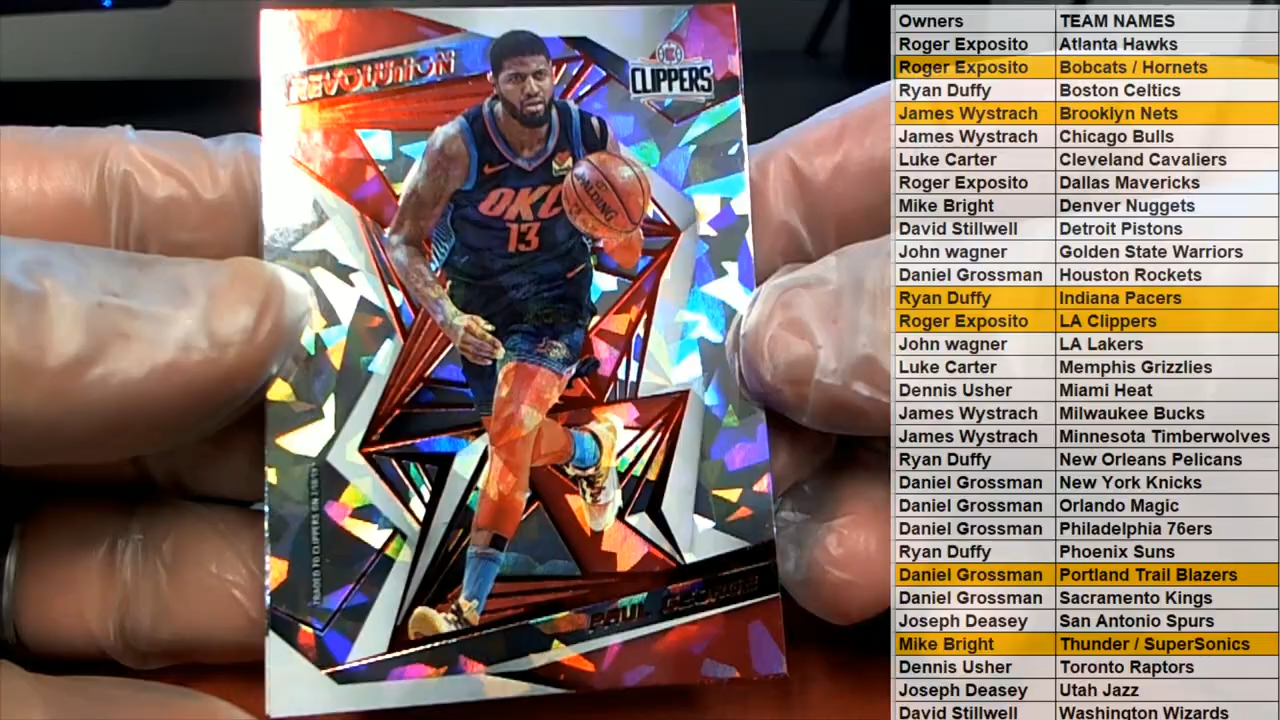 REVOLUTION
CLIPPERS
SPALDING
OKC
13
TRADED TO CLIPPERS ON
PAUL GEORGE
Owners TEAM NAMES
Roger Exposito Atlanta Hawks
Roger Exposito Bobcats / Hornets
Ryan Duffy Boston Celtics
James Wystrach Brooklyn Nets
James Wystrach Chicago Bulls
Luke Carter Cleveland Cavaliers
Roger Exposito Dallas Mavericks
Mike Bright Denver Nuggets
David Stillwell Detroit Pistons
John wagner Golden State Warriors
Daniel Grossman Houston Rockets
Ryan Duffy Indiana Pacers
Roger Exposito LA Clippers
John wagner LA Lakers
Luke Carter Memphis Grizzlies
Dennis Usher Miami Heat
James Wystrach Milwaukee Bucks
James Wystrach Minnesota Timberwolves
Ryan Duffy New Orleans Pelicans
Daniel Grossman New York Knicks
Daniel Grossman Orlando Magic
Daniel Grossman Philadelphia 76ers
Ryan Duffy Phoenix Suns
Daniel Grossman Portland Trail Blazers
Daniel Grossman Sacramento Kings
Joseph Deasey San Antonio Spurs
Mike Bright Thunder / SuperSonics
Dennis Usher Toronto Raptors
Joseph Deasey Utah Jazz
David Stillwell Washington Wizards